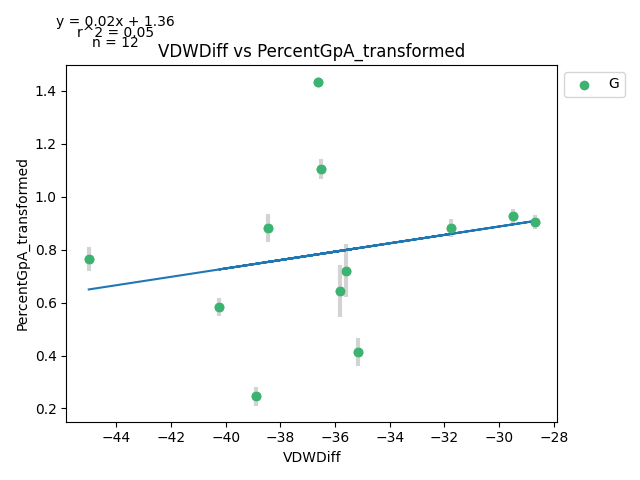 y = 0.02x + 1.36
r^2 = 0.05
n = 12
VDWDiff vs PercentGpA_transformed
G
PercentGpA_transformed
1.4
1.2
1.0
0.8
0.6
0.4
0.2
−44
−42
−40
−38
−36
−34
−32
−30
−28
VDWDiff